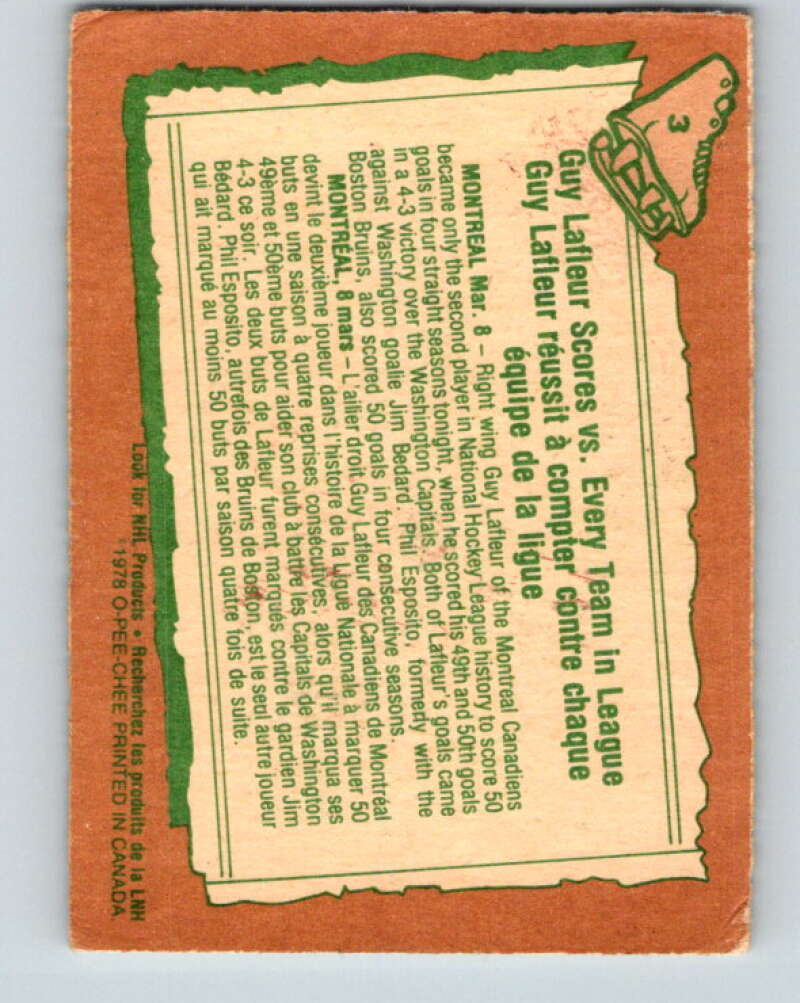 3
Guy Lafleur Scores vs. Every Team in League
Guy Lafleur réussit à compter contre chaque
équipe de la ligue
MONTREAL Mar. 8 – Right wing Guy Lafleur of the Montreal Canadiens
became only the second player in National Hockey League history to score 50
goals in four straight seasons tonight, when he scored his 49th and 50th goals
in a 4-3 victory over the Washington Capitals. Both of Lafleur's goals came
against Washington goalie Jim Bedard. Phil Esposito, formerly with the
Boston Bruins, also scored 50 goals in four consecutive seasons.
MONTRÉAL, 8 mars – L'ailier droit Guy Lafleur des Canadiens de Montréal
devint le deuxième joueur dans l'histoire de la Ligue Nationale à marquer 50
buts en une saison à quatre reprises consécutives, alors qu'il marqua ses
49ème et 50ème buts pour aider son club à battre les Capitals de Washington
4-3 ce soir. Les deux buts de Lafleur furent marqués contre le gardien Jim
Bédard. Phil Esposito, autrefois des Bruins de Boston, est le seul autre joueur
qui ait marqué au moins 50 buts par saison quatre fois de suite.
Look for NHL Products • Recherchez les produits de la LNH
*1978 O-PEE-CHEE PRINTED IN CANADA